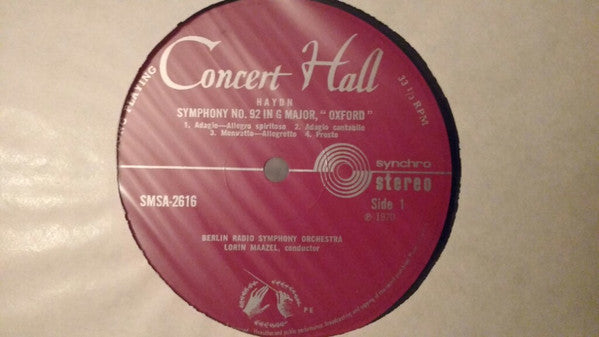 Concert Hall
PLAYING
33 1/3 RPM
HAYDN
SYMPHONY NO. 92 IN G MAJOR, "OXFORD"
1. Adagio—Allegro spiritoso 2. Adagio cantabile
3. Menuetto—Allegretto 4. Presto
synchro
stereo
SMSA-2616
Side 1
℗ 1970
BERLIN RADIO SYMPHONY ORCHESTRA
LORIN MAAZEL, conductor
PE